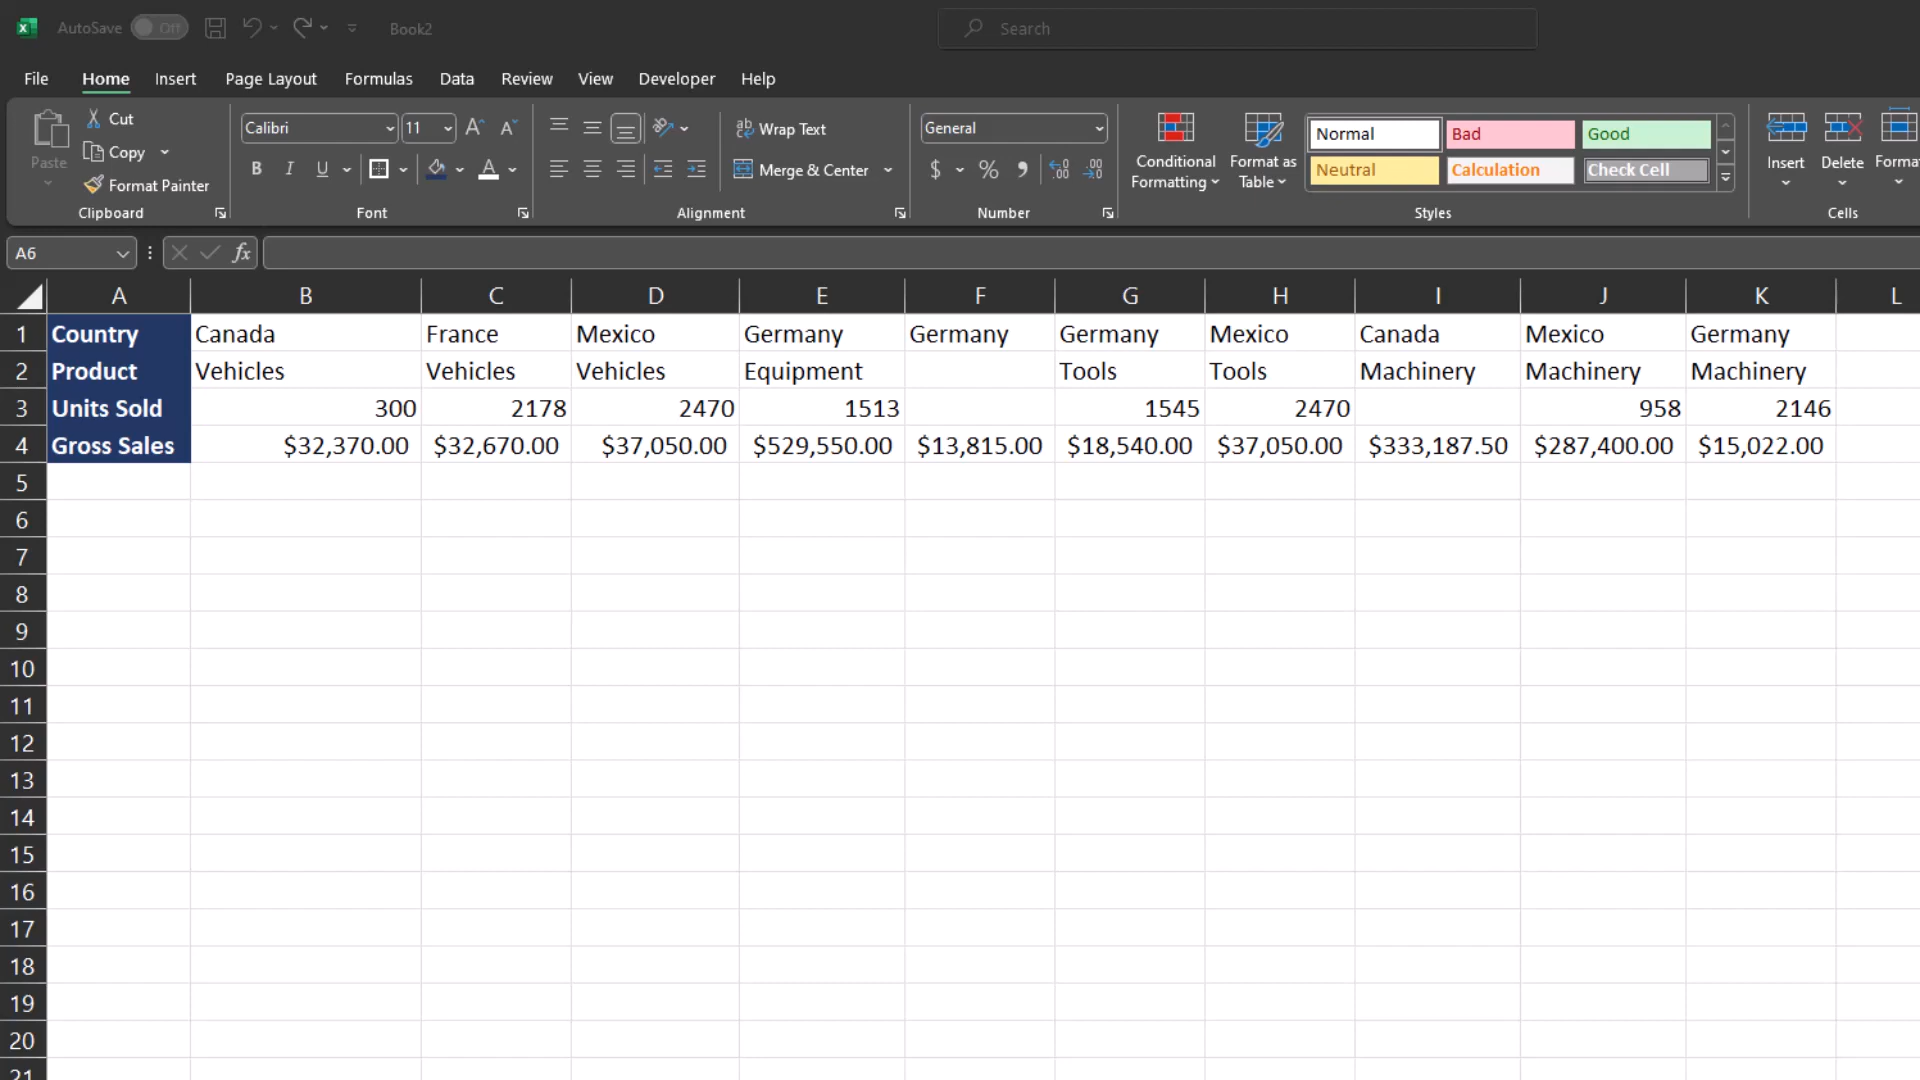 AutoSave Off Book2 Search
File Home Insert Page Layout Formulas Data Review View Developer Help
Paste
Cut
Copy
Format Painter
Clipboard
Calibri 11 A A
B I U A
Font
ab Wrap Text
Merge & Center
Alignment
General
$ % 9 .00 .00
Number
Conditional Formatting
Format as Table
Normal Bad Good
Neutral Calculation Check Cell
Styles
Insert Delete Format
Cells
A6 fx
A B C D E F G H I J K L
1 Country Canada France Mexico Germany Germany Germany Mexico Canada Mexico Germany
2 Product Vehicles Vehicles Vehicles Equipment Tools Tools Machinery Machinery Machinery
3 Units Sold 300 2178 2470 1513 1545 2470 958 2146
4 Gross Sales $32,370.00 $32,670.00 $37,050.00 $529,550.00 $13,815.00 $18,540.00 $37,050.00 $333,187.50 $287,400.00 $15,022.00
5
6
7
8
9
10
11
12
13
14
15
16
17
18
19
20
21